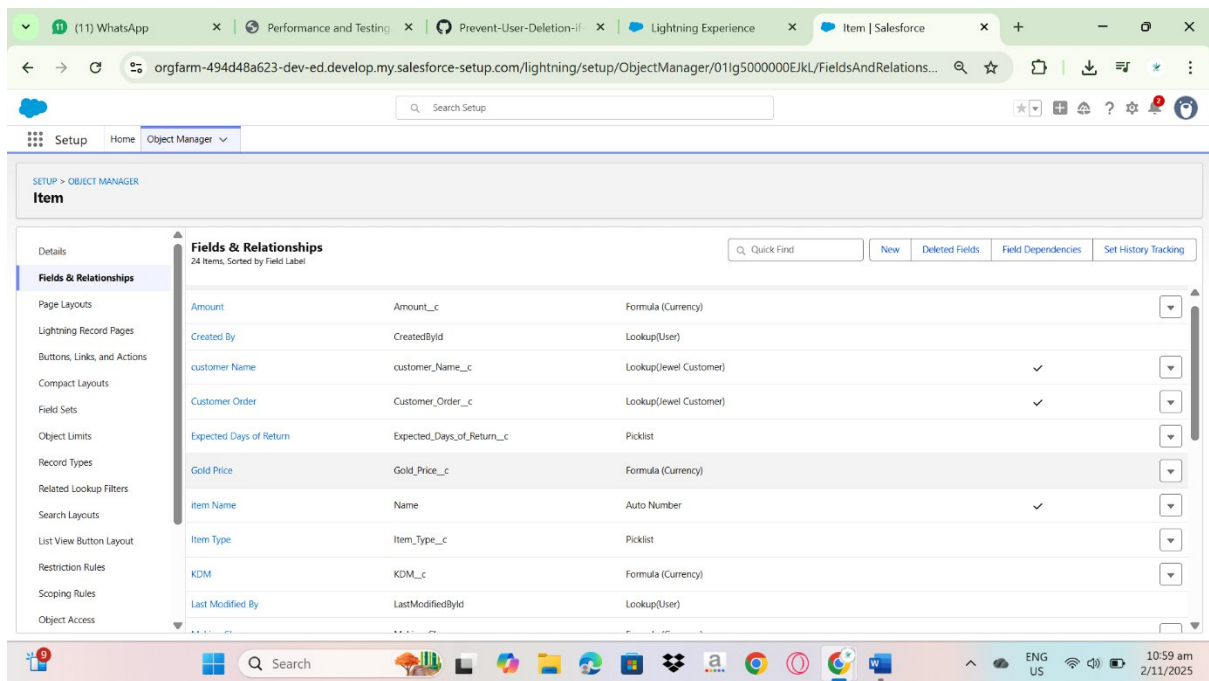 11 (11) WhatsApp
Performance and Testing
Prevent-User-Deletion-if-
Lightning Experience
Item | Salesforce
orgfarm-494d48a623-dev-ed.develop.my.salesforce-setup.com/lightning/setup/ObjectManager/01Ig5000000EJkL/FieldsAndRelations...
Search Setup
2
Setup Home Object Manager
SETUP > OBJECT MANAGER
Item
Details
Fields & Relationships
Page Layouts
Lightning Record Pages
Buttons, Links, and Actions
Compact Layouts
Field Sets
Object Limits
Record Types
Related Lookup Filters
Search Layouts
List View Button Layout
Restriction Rules
Scoping Rules
Object Access
Fields & Relationships
24 Items, Sorted by Field Label
Quick Find New Deleted Fields Field Dependencies Set History Tracking
Amount Amount__c Formula (Currency)
Created By CreatedById Lookup(User)
customer Name customer_Name__c Lookup(Jewel Customer)
Customer Order Customer_Order__c Lookup(Jewel Customer)
Expected Days of Return Expected_Days_of_Return__c Picklist
Gold Price Gold_Price__c Formula (Currency)
item Name Name Auto Number
Item Type Item_Type__c Picklist
KDM KDM__c Formula (Currency)
Last Modified By LastModifiedById Lookup(User)
9
Search
a
W
ENG
US
10:59 am
2/11/2025